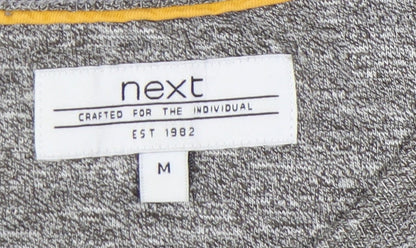 next
CRAFTED FOR THE INDIVIDUAL
EST 1982
M